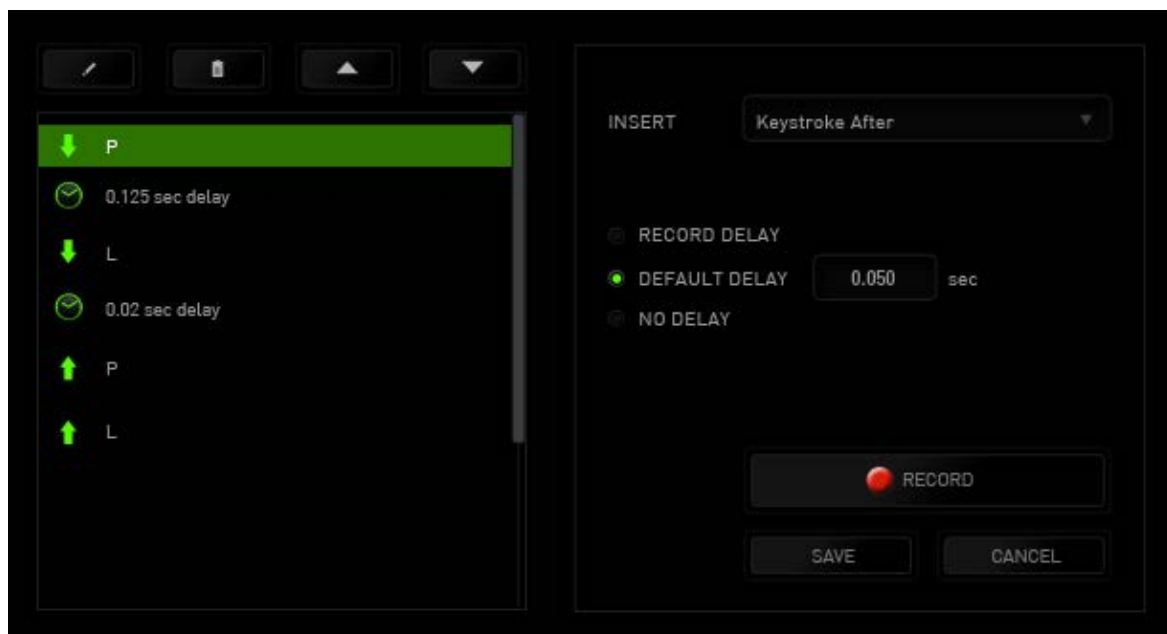 P
0.125 sec delay
L
0.02 sec delay
P
L
INSERT Keystroke After
RECORD DELAY
DEFAULT DELAY 0.050 sec
NO DELAY
RECORD
SAVE CANCEL